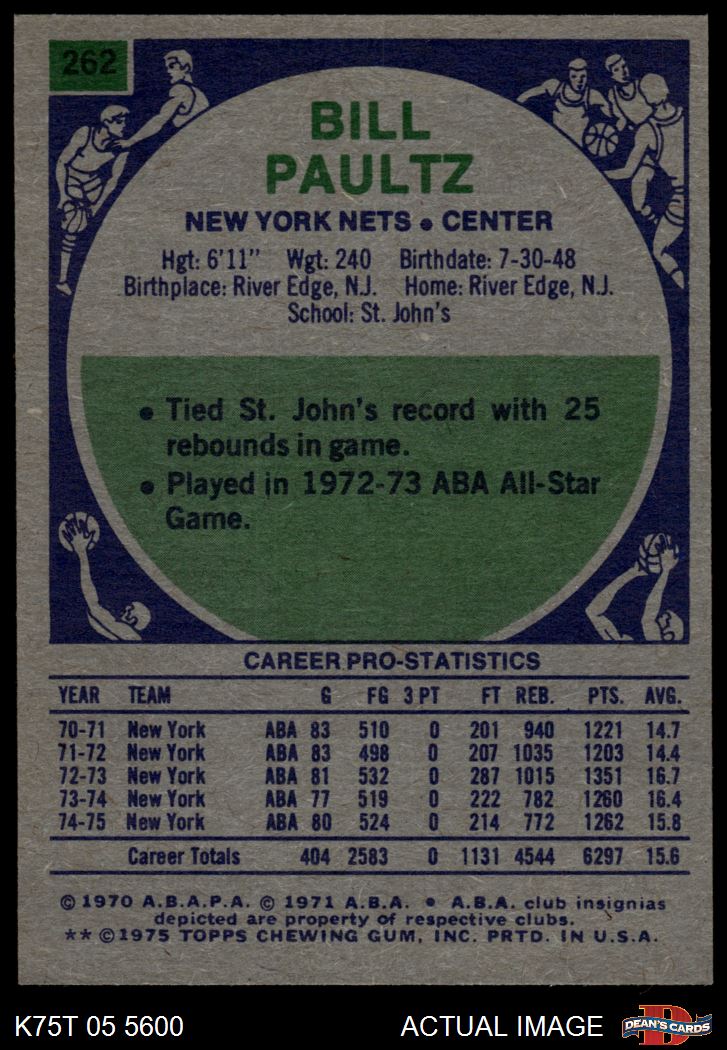 262
BILL
PAULTZ
NEW YORK NETS • CENTER
Hgt: 6'11" Wgt: 240 Birthdate: 7-30-48
Birthplace: River Edge, N.J. Home: River Edge, N.J.
School: St. John's
• Tied St. John's record with 25
rebounds in game.
• Played in 1972-73 ABA All-Star
Game.
CAREER PRO-STATISTICS
YEAR TEAM G FG 3 PT FT REB. PTS. AVG.
70-71 New York ABA 83 510 0 201 940 1221 14.7
71-72 New York ABA 83 498 0 207 1035 1203 14.4
72-73 New York ABA 81 532 0 287 1015 1351 16.7
73-74 New York ABA 77 519 0 222 782 1260 16.4
74-75 New York ABA 80 524 0 214 772 1262 15.8
Career Totals 404 2583 0 1131 4544 6297 15.6
© 1970 A.B.A.P.A. © 1971 A.B.A. • A.B.A. club insignias
depicted are property of respective clubs.
** © 1975 TOPPS CHEWING GUM, INC. PRTD. IN U.S.A.
K75T 05 5600 ACTUAL IMAGE D DEAN'S CARDS